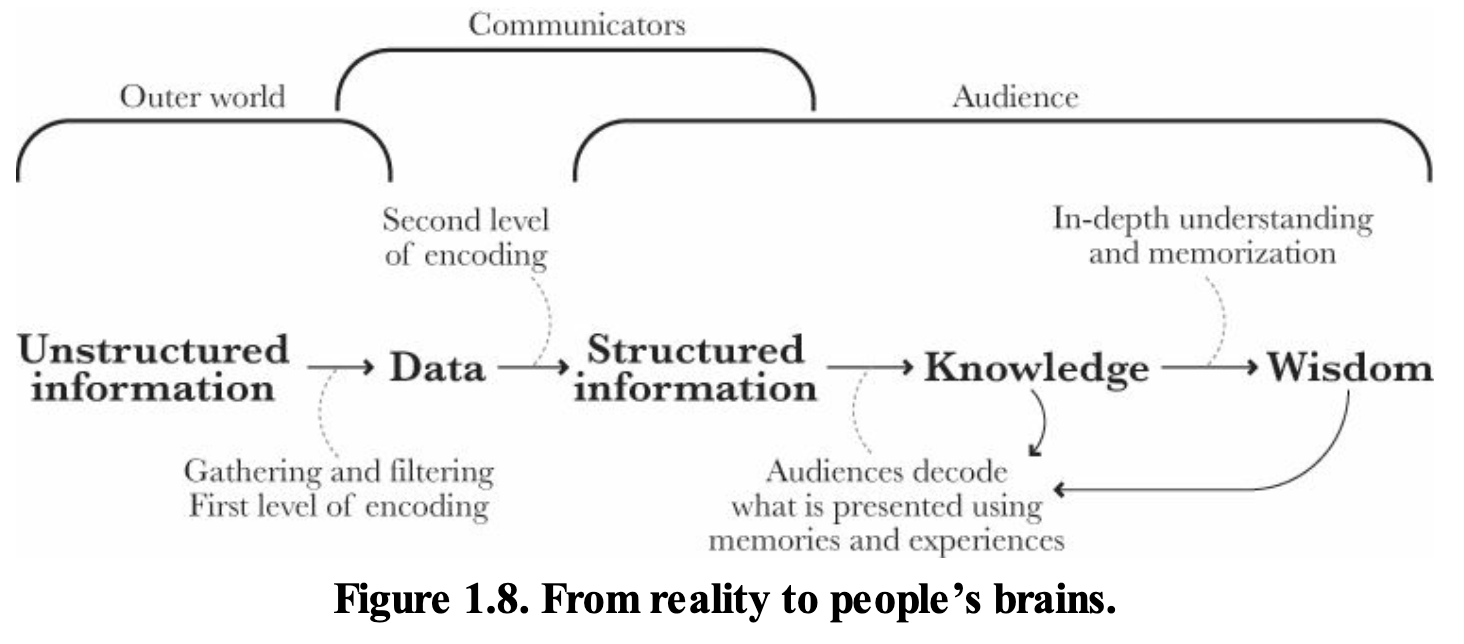 Communicators
Outer world
Audience
Second level
of encoding
In-depth understanding
and memorization
Unstructured
information
Data
Structured
information
Knowledge
Wisdom
Gathering and filtering
First level of encoding
Audiences decode
what is presented using
memories and experiences
Figure 1.8. From reality to people’s brains.